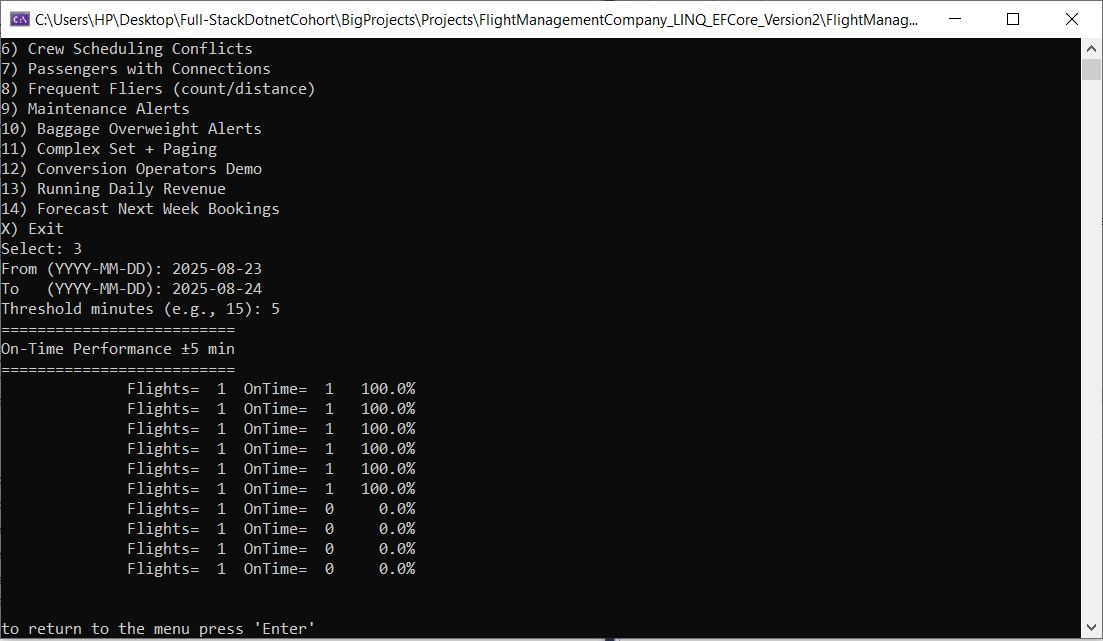 C:\Users\HP\Desktop\Full-StackDotnetCohort\BigProjects\Projects\FlightManagementCompany_LINQ_EFCore_Version2\FlightManag...
6) Crew Scheduling Conflicts
7) Passengers with Connections
8) Frequent Fliers (count/distance)
9) Maintenance Alerts
10) Baggage Overweight Alerts
11) Complex Set + Paging
12) Conversion Operators Demo
13) Running Daily Revenue
14) Forecast Next Week Bookings
X) Exit
Select: 3
From (YYYY-MM-DD): 2025-08-23
To   (YYYY-MM-DD): 2025-08-24
Threshold minutes (e.g., 15): 5
==========================
On-Time Performance ±5 min
==========================
Flights=  1  OnTime=  1   100.0%
Flights=  1  OnTime=  1   100.0%
Flights=  1  OnTime=  1   100.0%
Flights=  1  OnTime=  1   100.0%
Flights=  1  OnTime=  1   100.0%
Flights=  1  OnTime=  1   100.0%
Flights=  1  OnTime=  0     0.0%
Flights=  1  OnTime=  0     0.0%
Flights=  1  OnTime=  0     0.0%
Flights=  1  OnTime=  0     0.0%
to return to the menu press 'Enter'